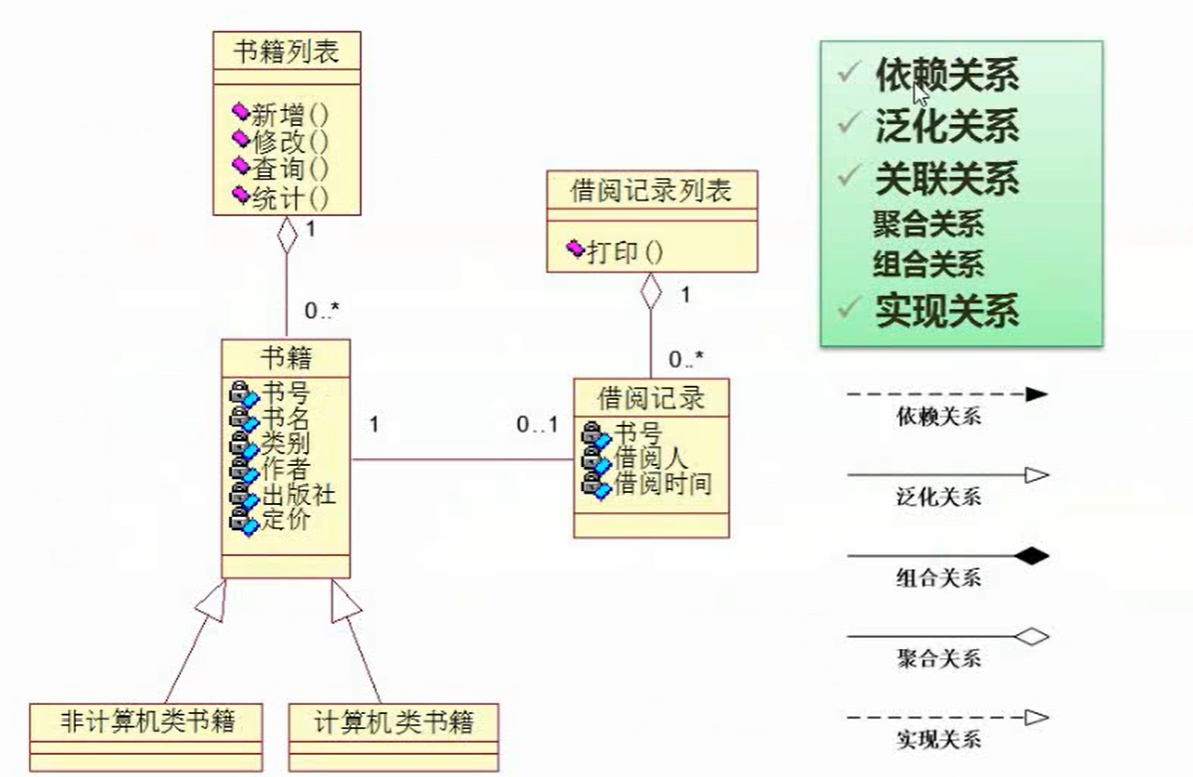 书籍列表
新增()
修改()
查询()
统计()
1
0..*
书籍
书号
书名
类别
作者
出版社
定价
1
0..1
借阅记录列表
打印()
1
0..*
借阅记录
书号
借阅人
借阅时间
非计算机类书籍
计算机类书籍
依赖关系
泛化关系
关联关系
聚合关系
组合关系
实现关系
依赖关系
泛化关系
组合关系
聚合关系
实现关系